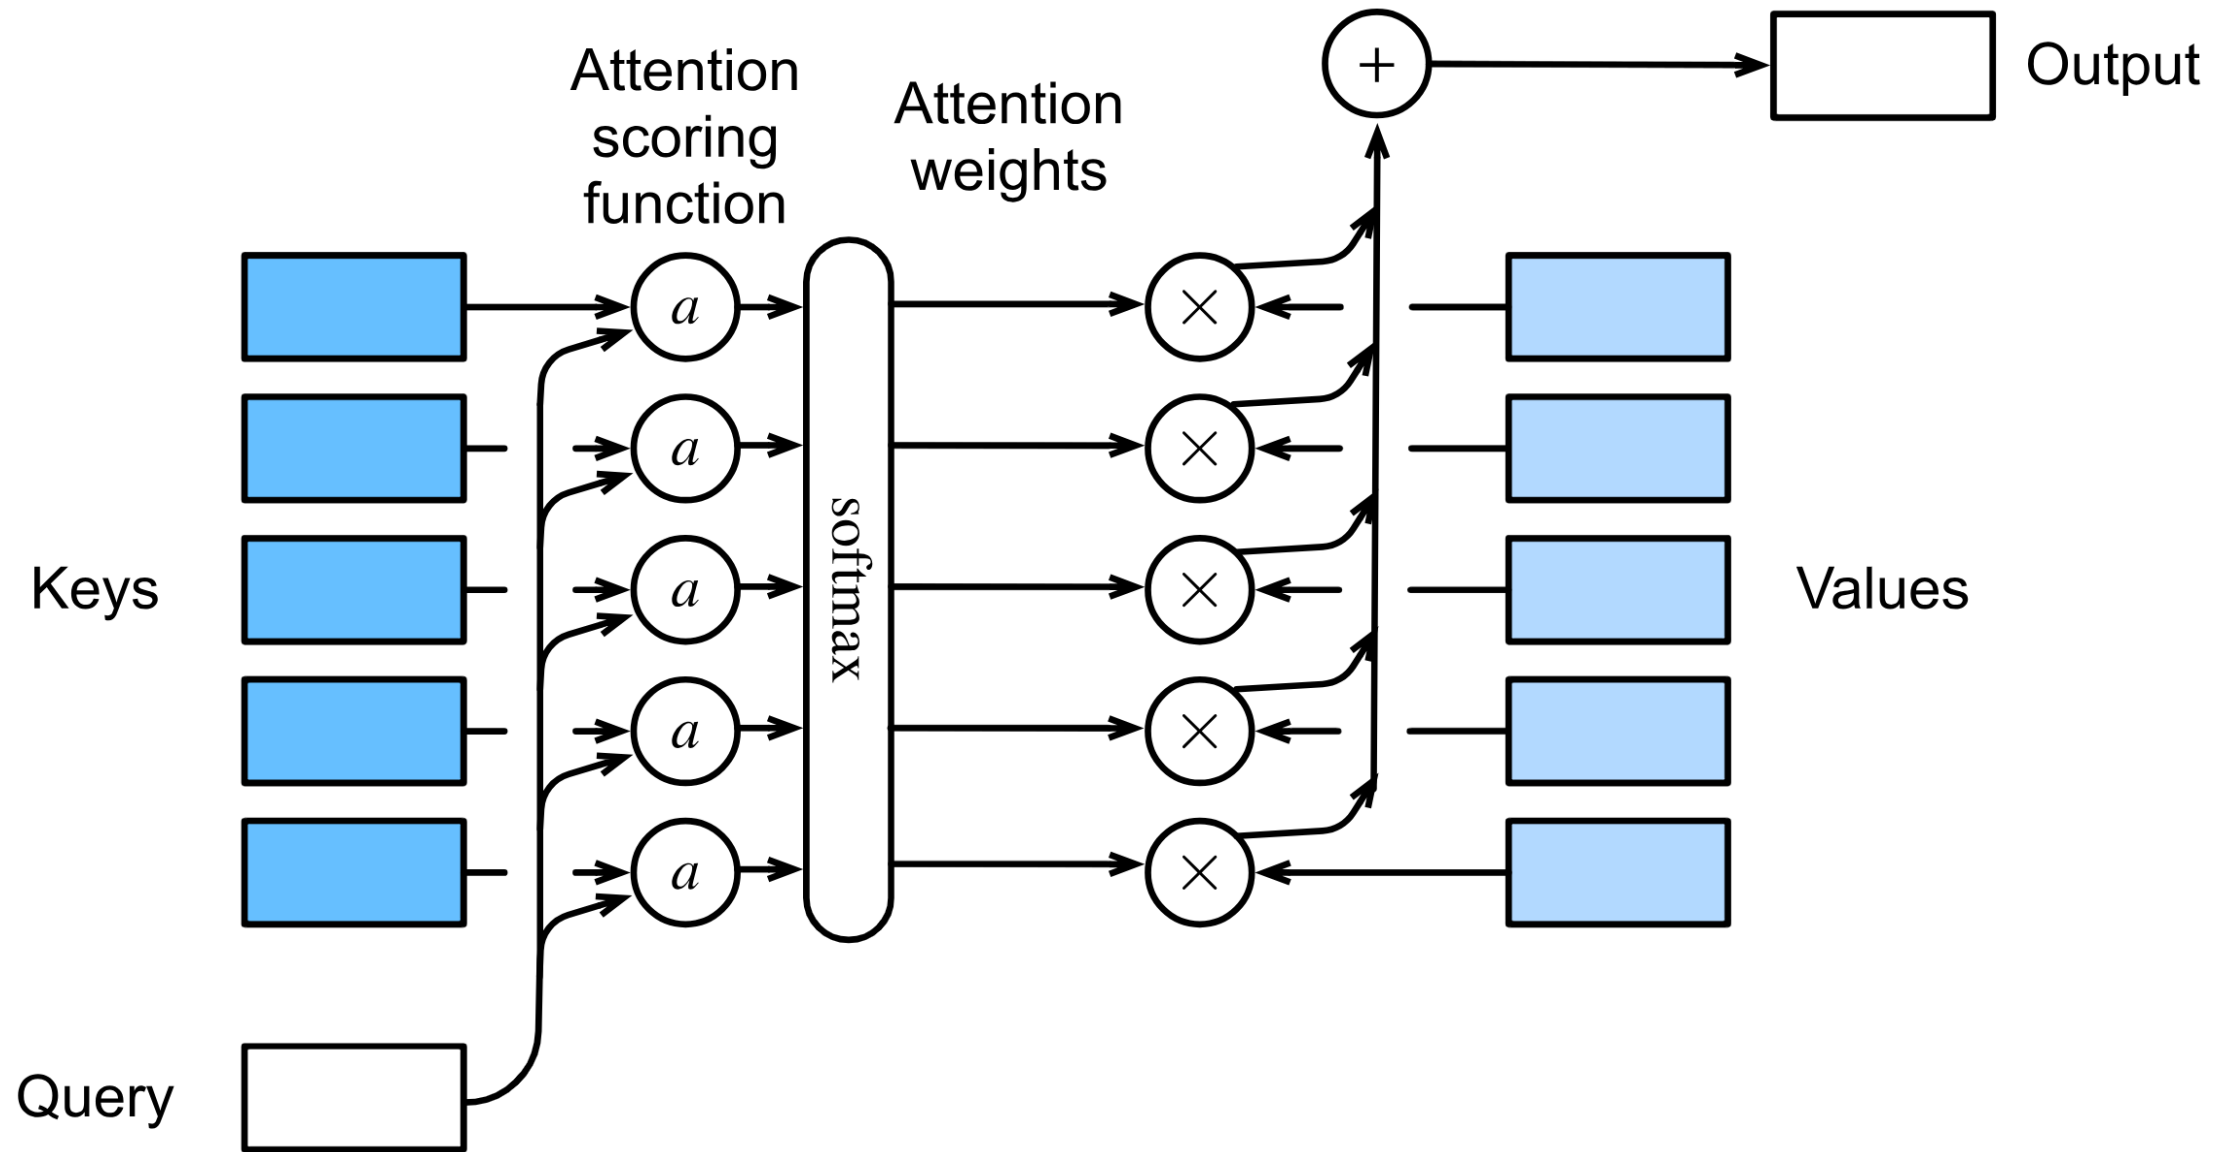 Attention
scoring
function
Attention
weights
+
Output
a
×
a
×
Keys
a
softmax
×
Values
a
×
a
×
Query